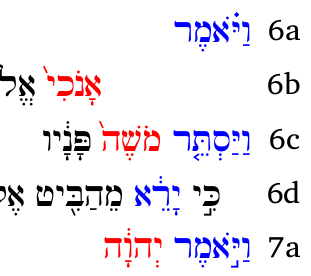 6a וַיֹּ֗אמֶר
6b אָנֹכִי֙
6c וַיַּסְתֵּ֤ר מֹשֶׁה֙ פָּנָ֔יו
6d כִּ֣י יָרֵ֔א מֵהַבִּ֖יט
7a וַיֹּ֣אמֶר יְהוָ֔ה